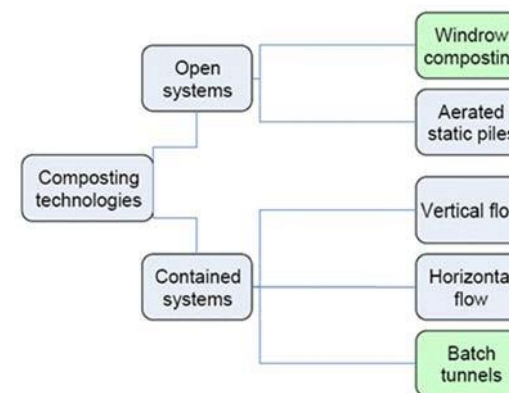 Windrow
compostin
Open
systems
Aerated
static piles
Composting
technologies
Vertical flo
Contained
systems
Horizonta
flow
Batch
tunnels